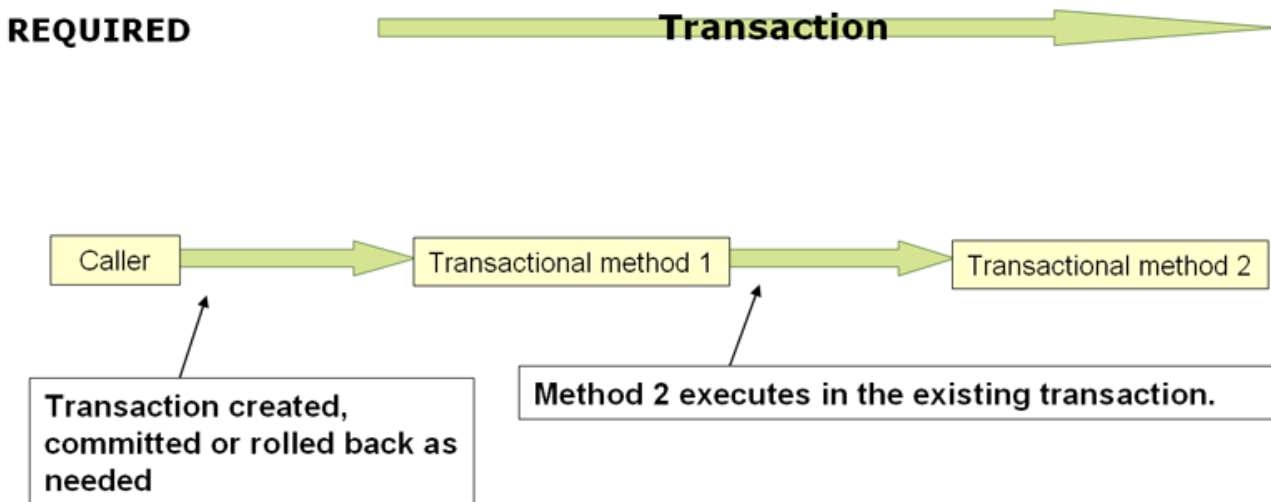 REQUIRED
Transaction
Caller
Transactional method 1
Transactional method 2
Transaction created,
committed or rolled back as
needed
Method 2 executes in the existing transaction.